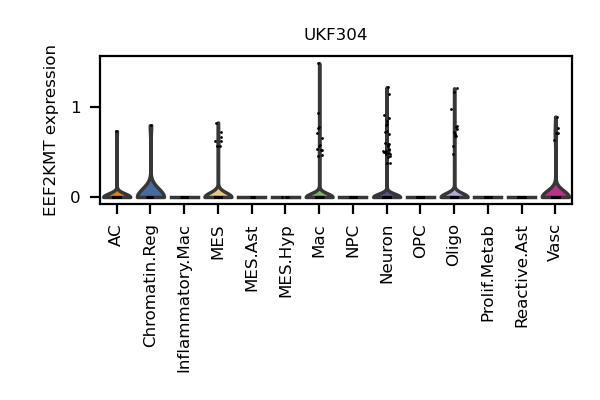 UKF304
EEF2KMT expression
1
0
AC
Chromatin.Reg
Inflammatory.Mac
MES
MES.Ast
MES.Hyp
Mac
NPC
Neuron
OPC
Oligo
Prolif.Metab
Reactive.Ast
Vasc